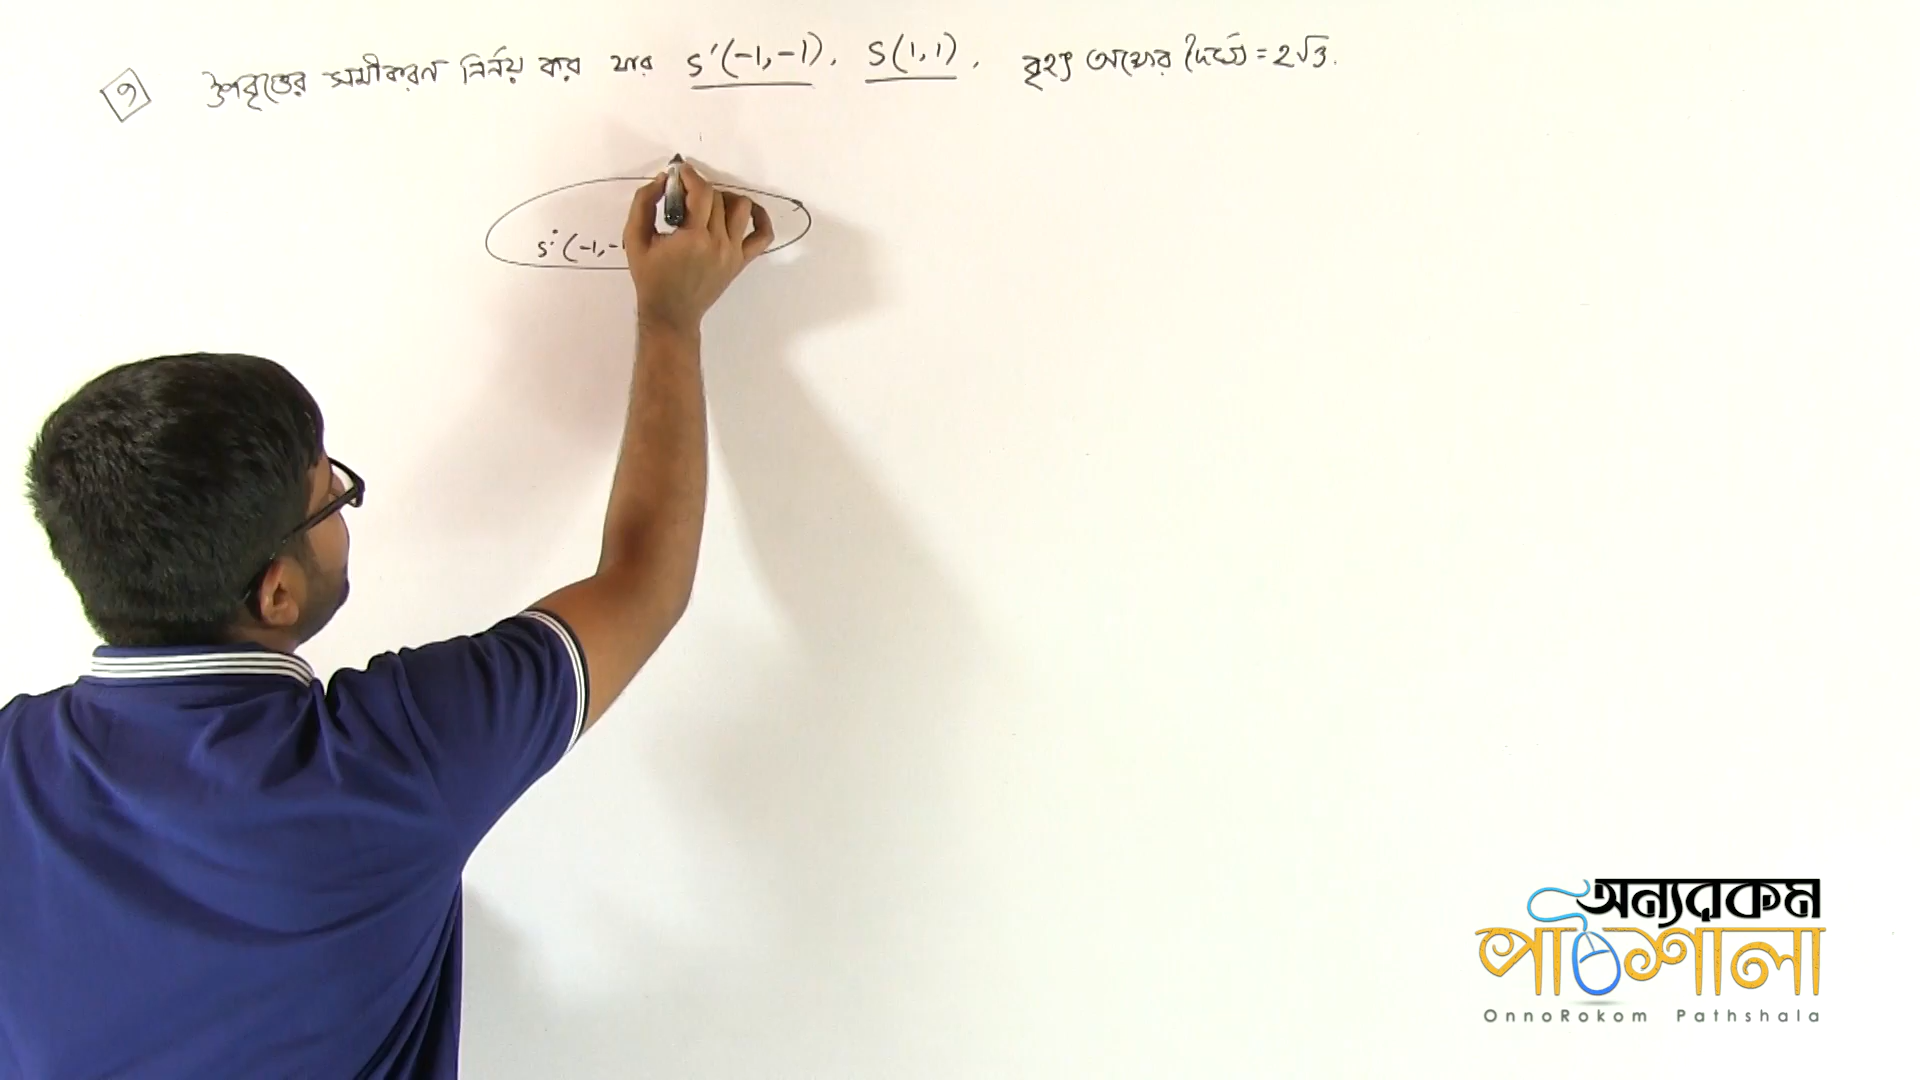 ৩ উপবৃত্তের সমীকরণ নির্ণয় কর যার S'(-1,-1), S(1,1), বৃহৎ অক্ষের দৈর্ঘ্য = 2√3.
S'(-1,-1
অন্যরকম
পাঠশালা
OnnoRokom Pathshala